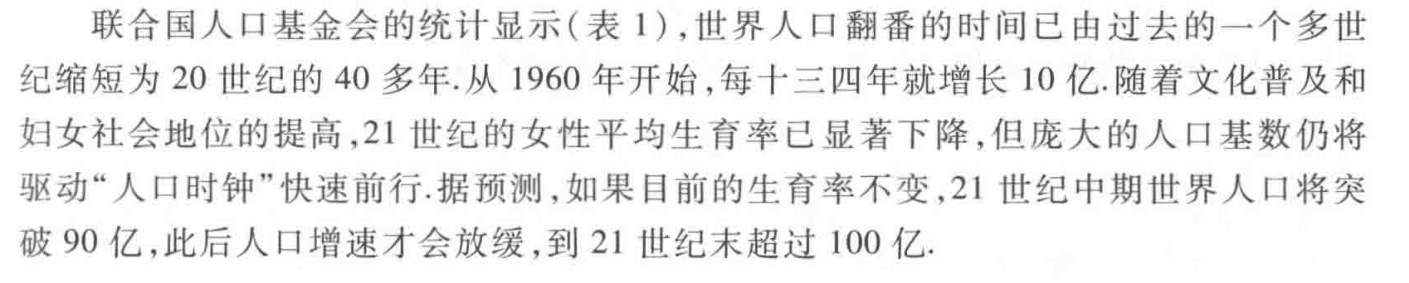 联合国人口基金会的统计显示(表 1),世界人口翻番的时间已由过去的一个多世
纪缩短为 20 世纪的 40 多年.从 1960 年开始,每十三四年就增长 10 亿.随着文化普及和
妇女社会地位的提高,21 世纪的女性平均生育率已显著下降,但庞大的人口基数仍将
驱动“人口时钟”快速前行.据预测,如果目前的生育率不变,21 世纪中期世界人口将突
破 90 亿,此后人口增速才会放缓,到 21 世纪末超过 100 亿.